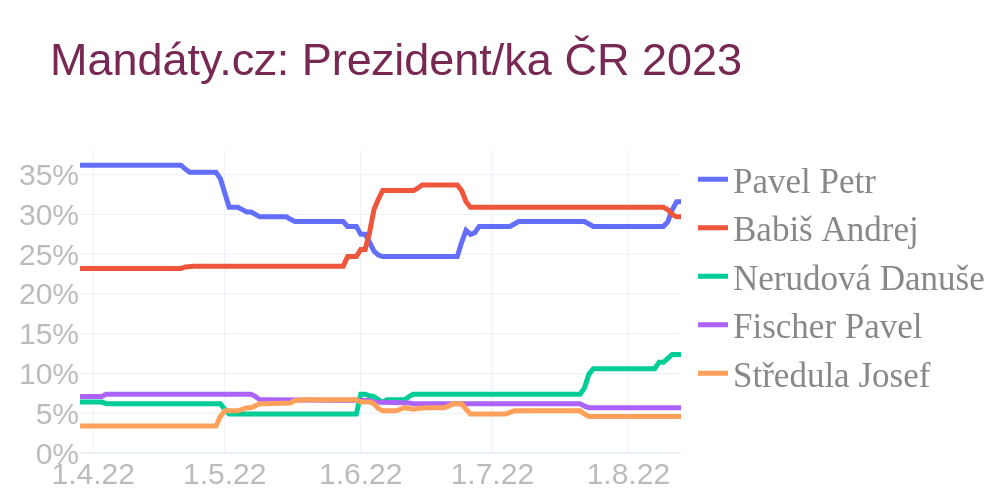 Mandáty.cz: Prezident/ka ČR 2023
35%
30%
25%
20%
15%
10%
5%
0%
1.4.22
1.5.22
1.6.22
1.7.22
1.8.22
Pavel Petr
Babiš Andrej
Nerudová Danuše
Fischer Pavel
Středula Josef